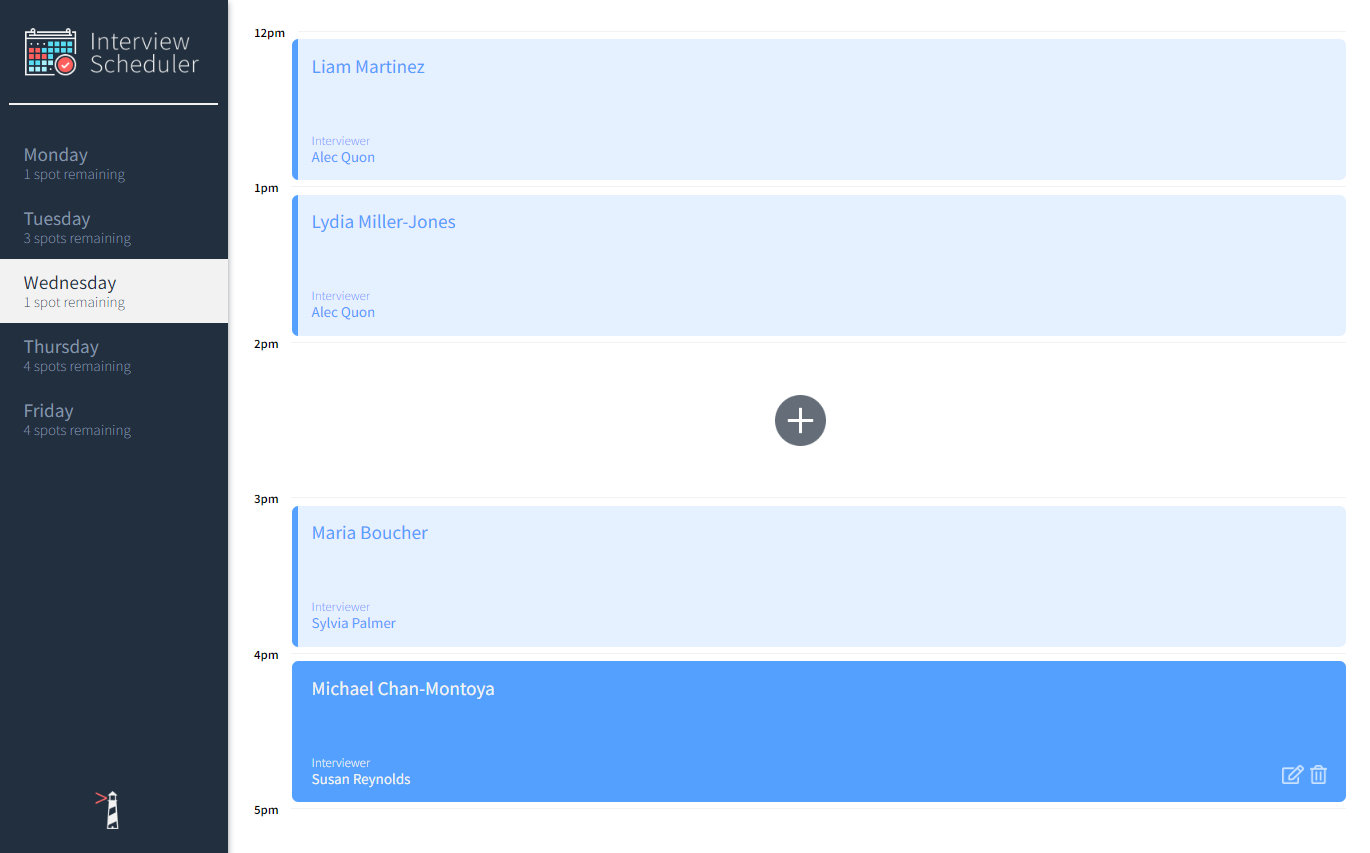 Interview
Scheduler
Monday
1 spot remaining
Tuesday
3 spots remaining
Wednesday
1 spot remaining
Thursday
4 spots remaining
Friday
4 spots remaining
12pm
Liam Martinez
Interviewer
Alec Quon
1pm
Lydia Miller-Jones
Interviewer
Alec Quon
2pm
3pm
Maria Boucher
Interviewer
Sylvia Palmer
4pm
Michael Chan-Montoya
Interviewer
Susan Reynolds
5pm